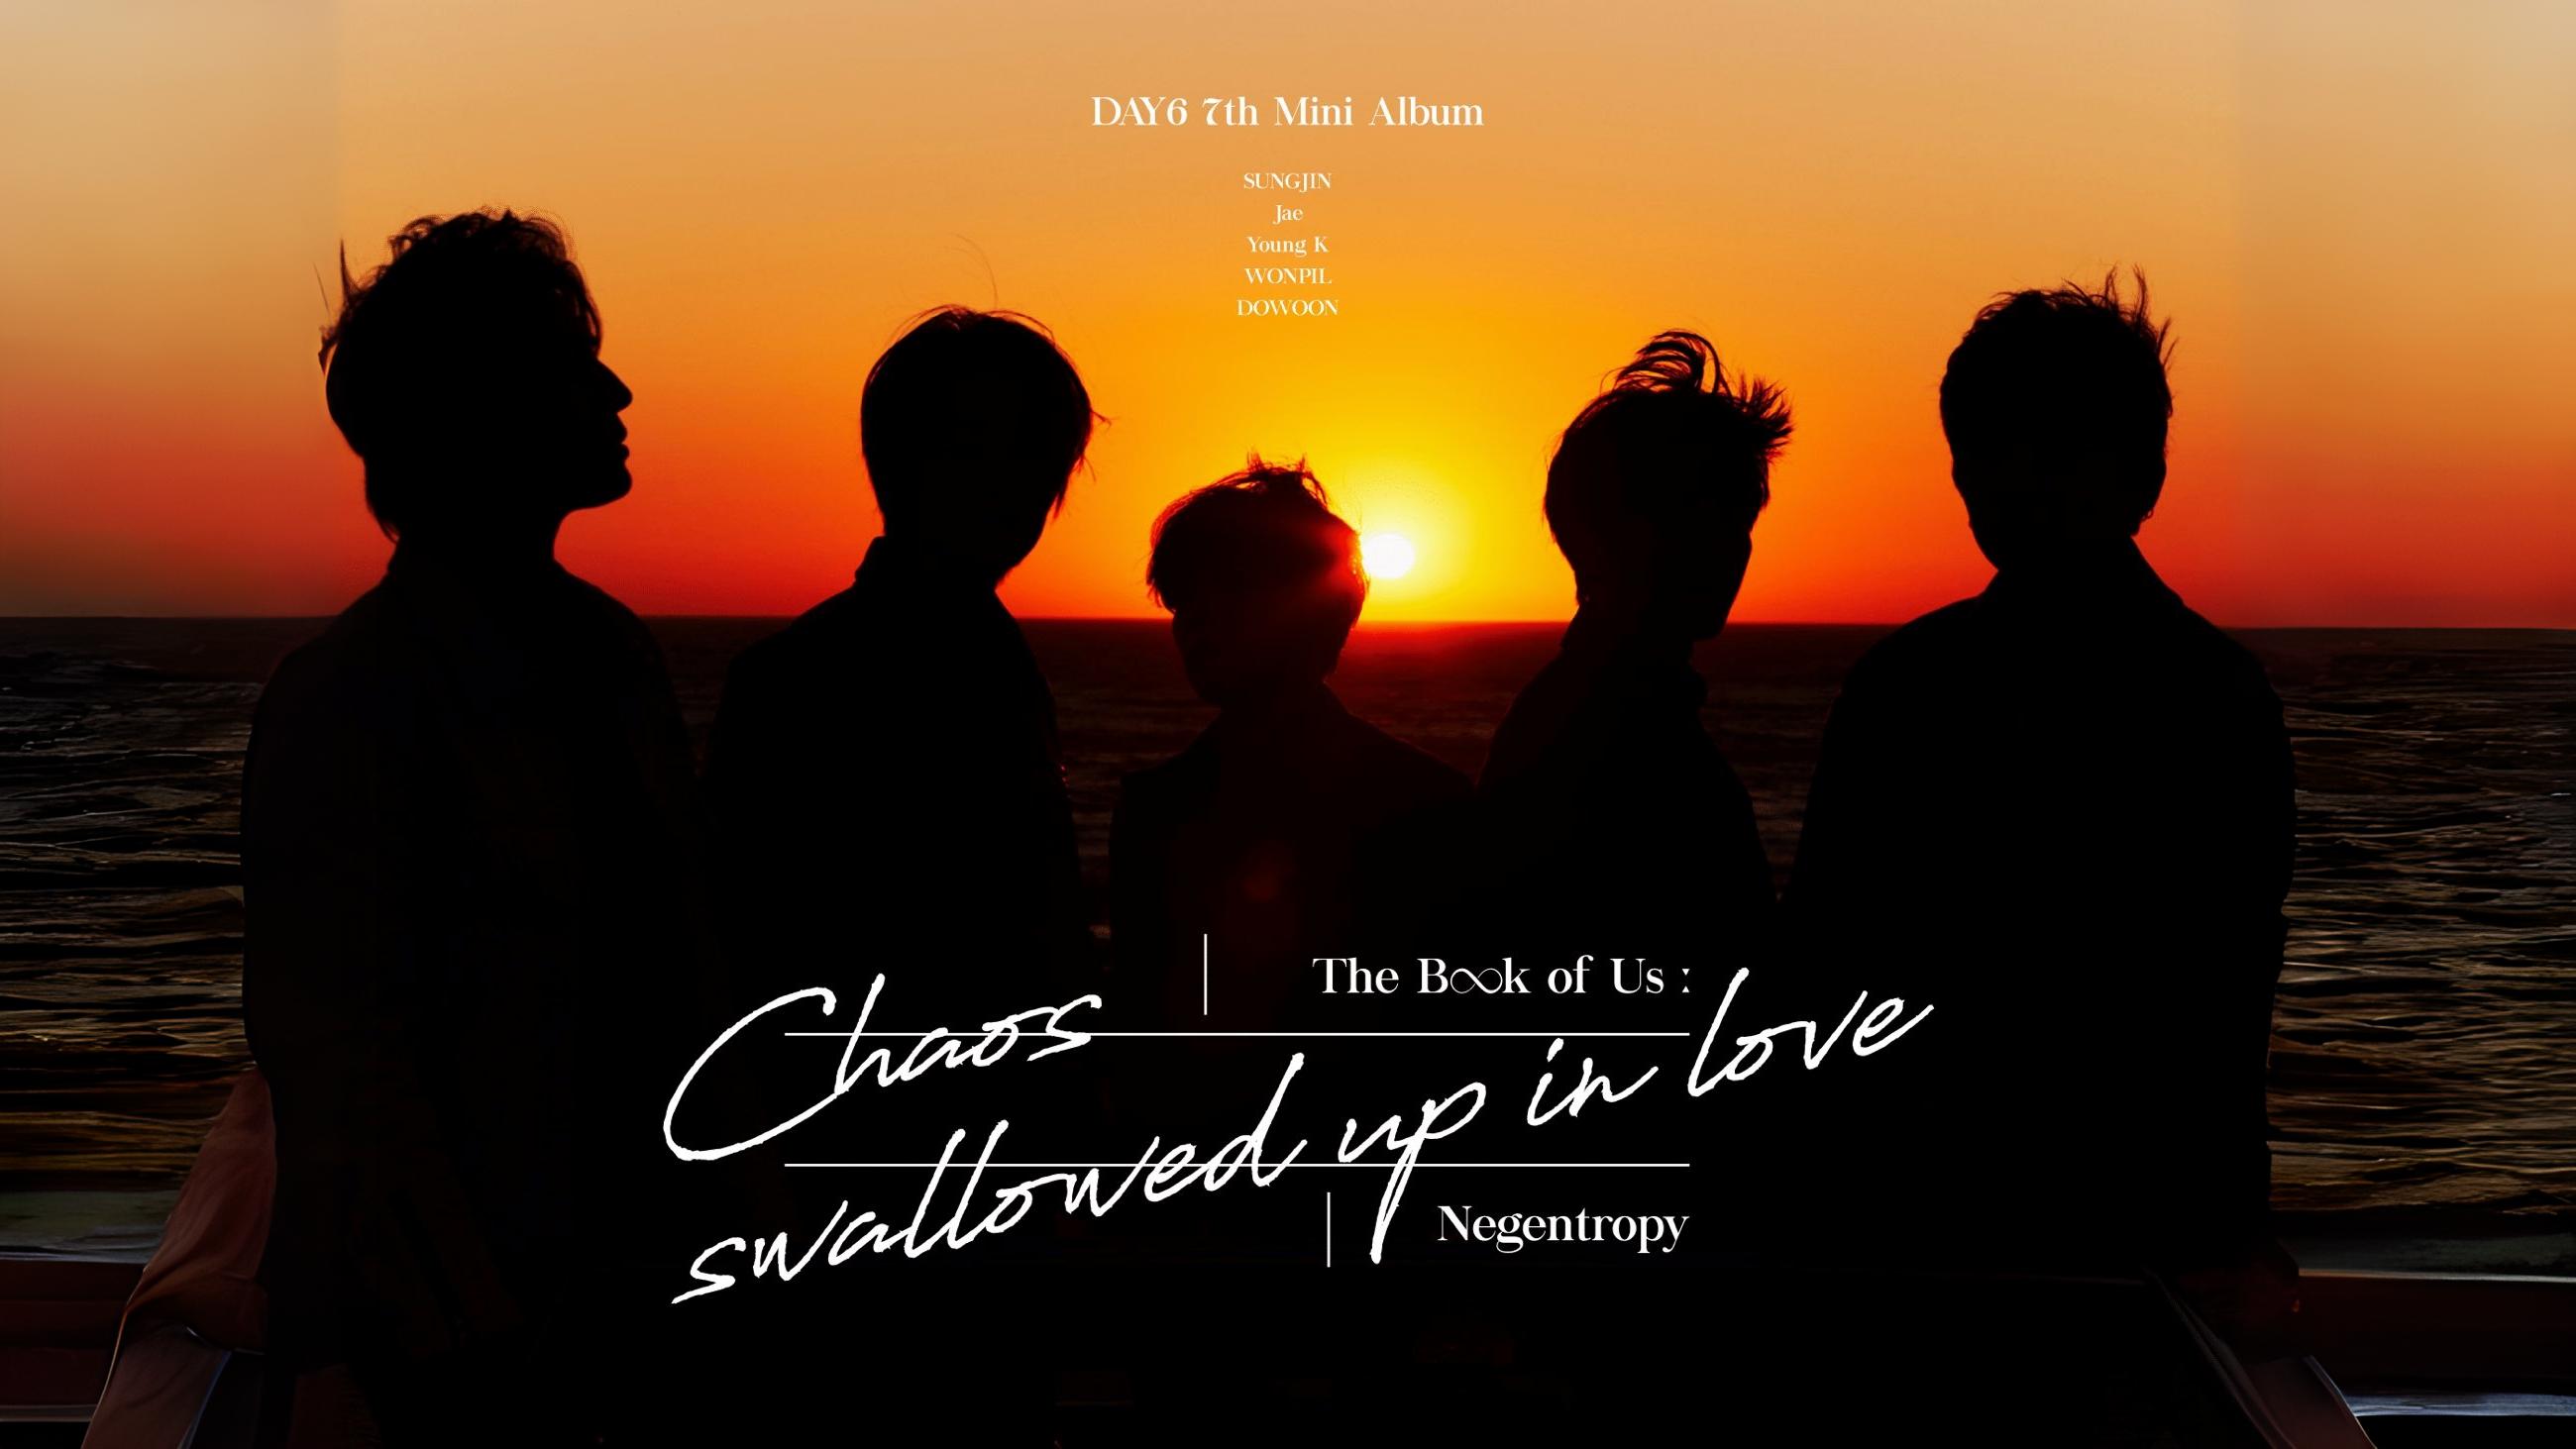 DAY6 7th Mini Album
SUNGJIN
Jae
Young K
WONPIL
DOWOON
The Book of Us :
Chaos
swallowed up in love
Negentropy